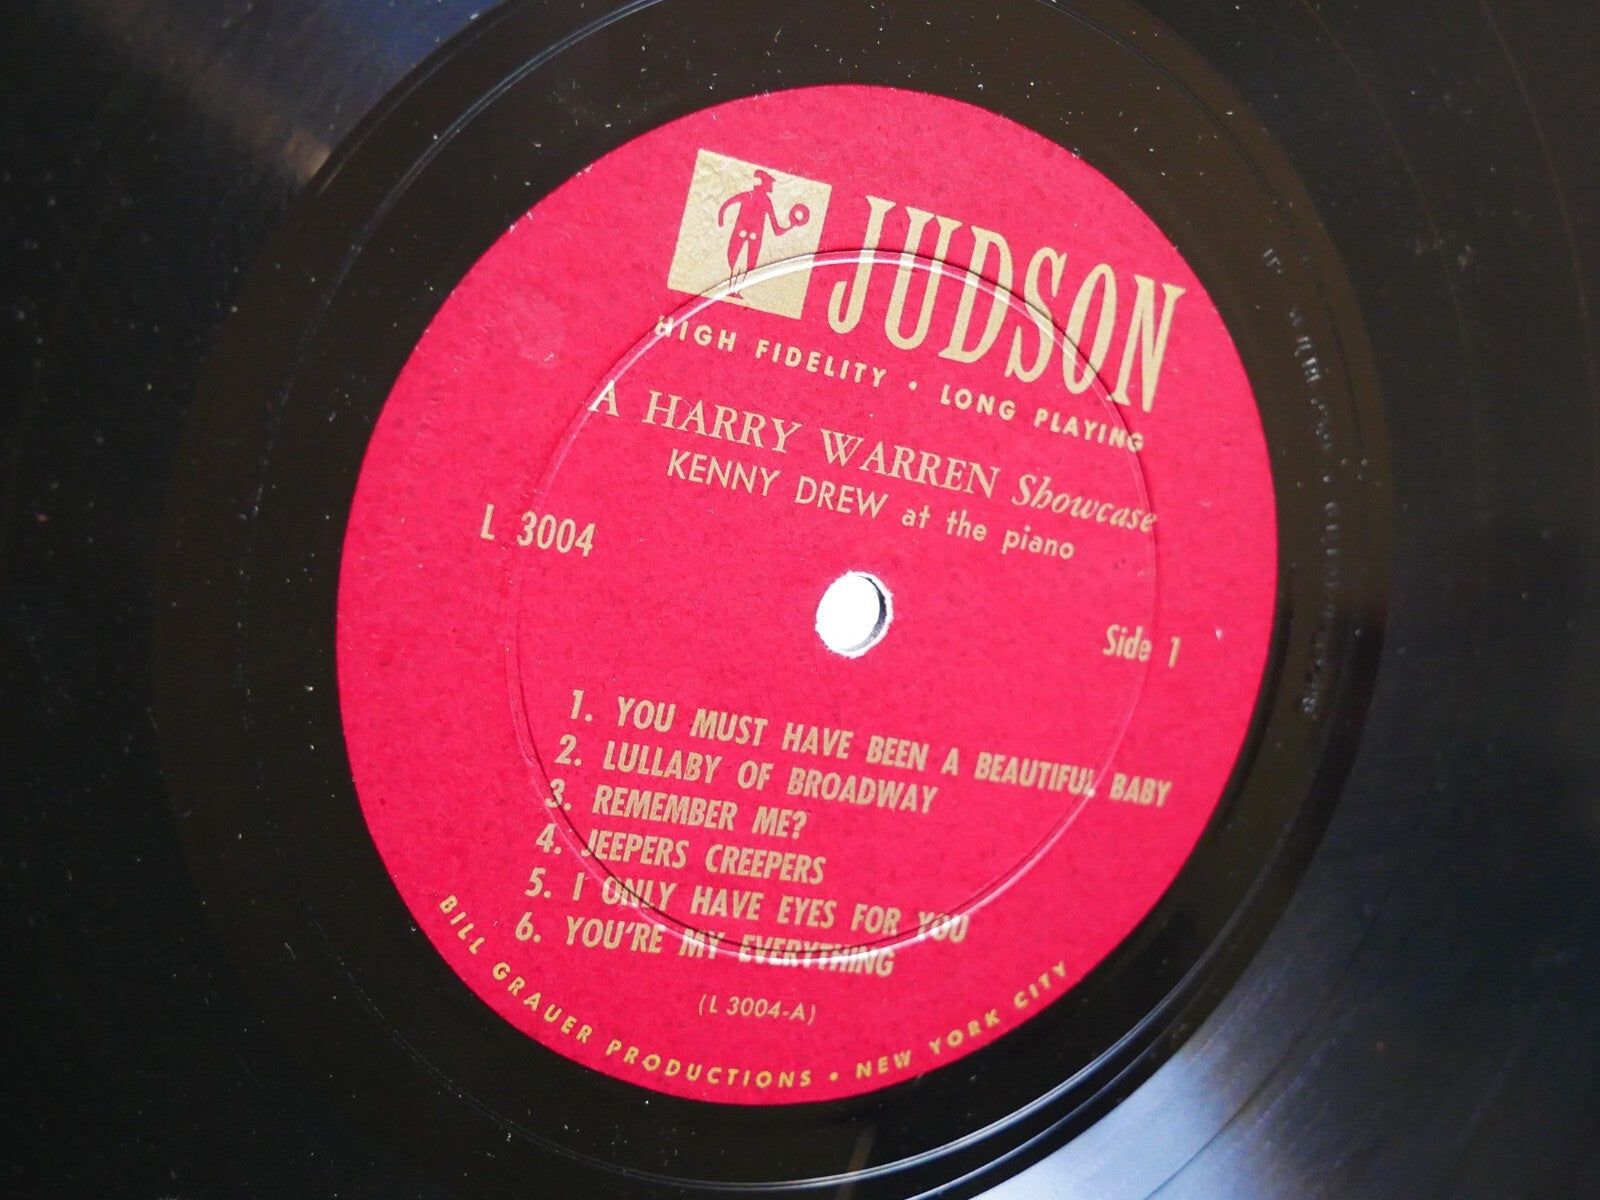 JUDSON
HIGH FIDELITY • LONG PLAYING
A HARRY WARREN Showcase
KENNY DREW at the piano
L 3004
Side 1
1. YOU MUST HAVE BEEN A BEAUTIFUL BABY
2. LULLABY OF BROADWAY
3. REMEMBER ME?
4. JEEPERS CREEPERS
5. I ONLY HAVE EYES FOR YOU
6. YOU'RE MY EVERYTHING
(L 3004-A)
BILL GRAUER PRODUCTIONS • NEW YORK CITY